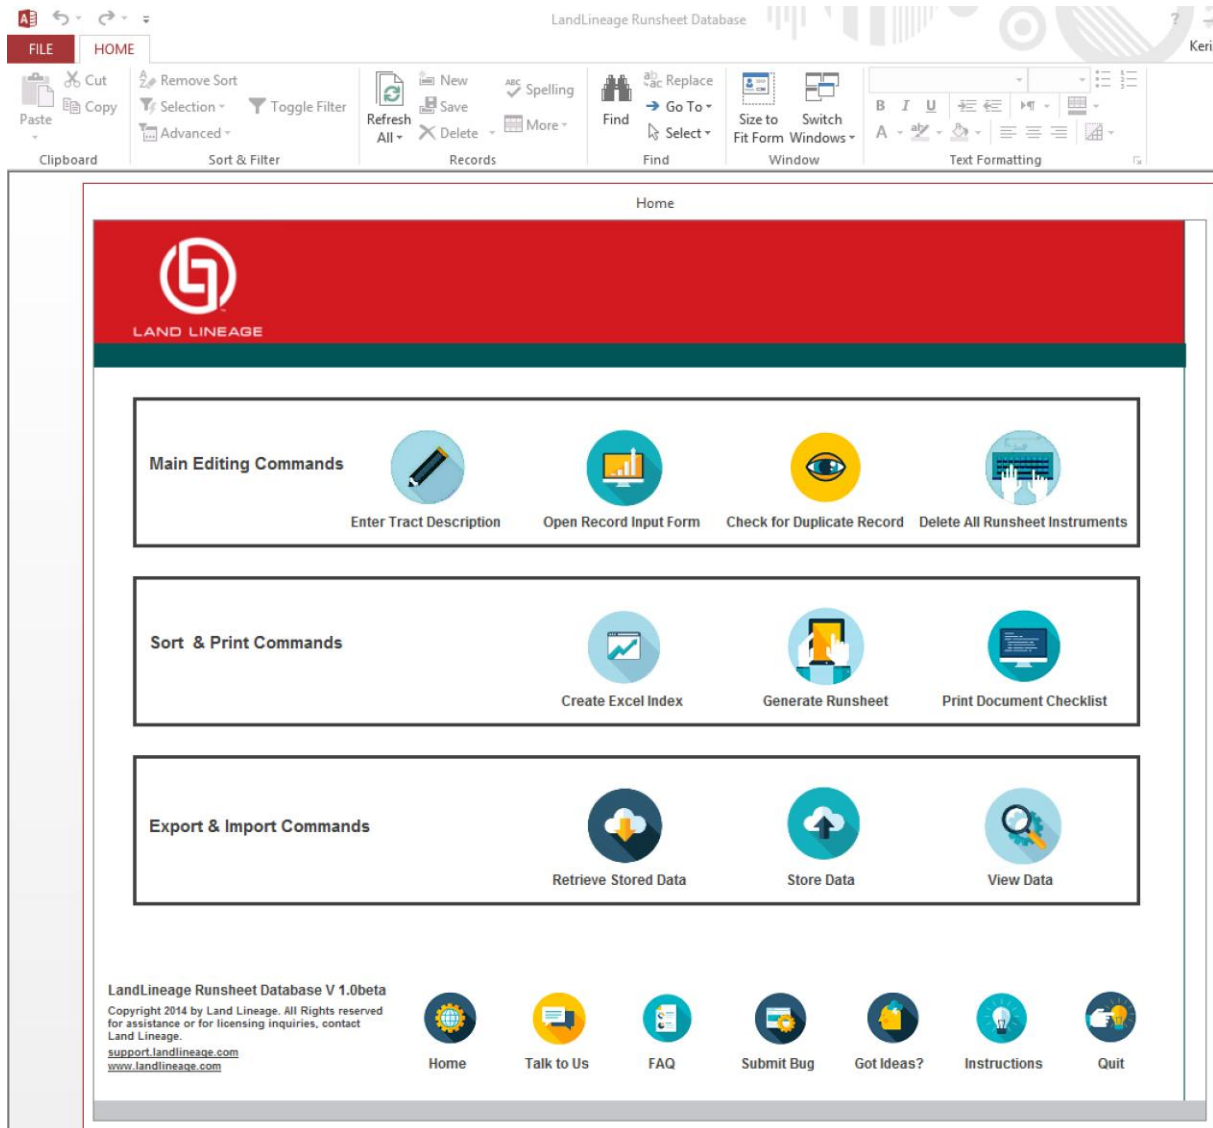 LandLineage Runsheet Database
?
FILE HOME
Keri
Cut
Copy
Paste
Clipboard
Remove Sort
Selection
Toggle Filter
Advanced
Sort & Filter
Refresh
All
New
Save
Delete
ABC Spelling
More
Records
Find
Replace
Go To
Select
Find
Size to
Fit Form
Switch
Windows
Window
B I U
A
Text Formatting
Home
LAND LINEAGE
Main Editing Commands
Enter Tract Description Open Record Input Form Check for Duplicate Record Delete All Runsheet Instruments
Sort & Print Commands
Create Excel Index Generate Runsheet Print Document Checklist
Export & Import Commands
Retrieve Stored Data Store Data View Data
LandLineage Runsheet Database V 1.0beta
Copyright 2014 by Land Lineage. All Rights reserved
for assistance or for licensing inquiries, contact
Land Lineage.
support.landlineage.com
www.landlineage.com
Home Talk to Us FAQ Submit Bug Got Ideas? Instructions Quit